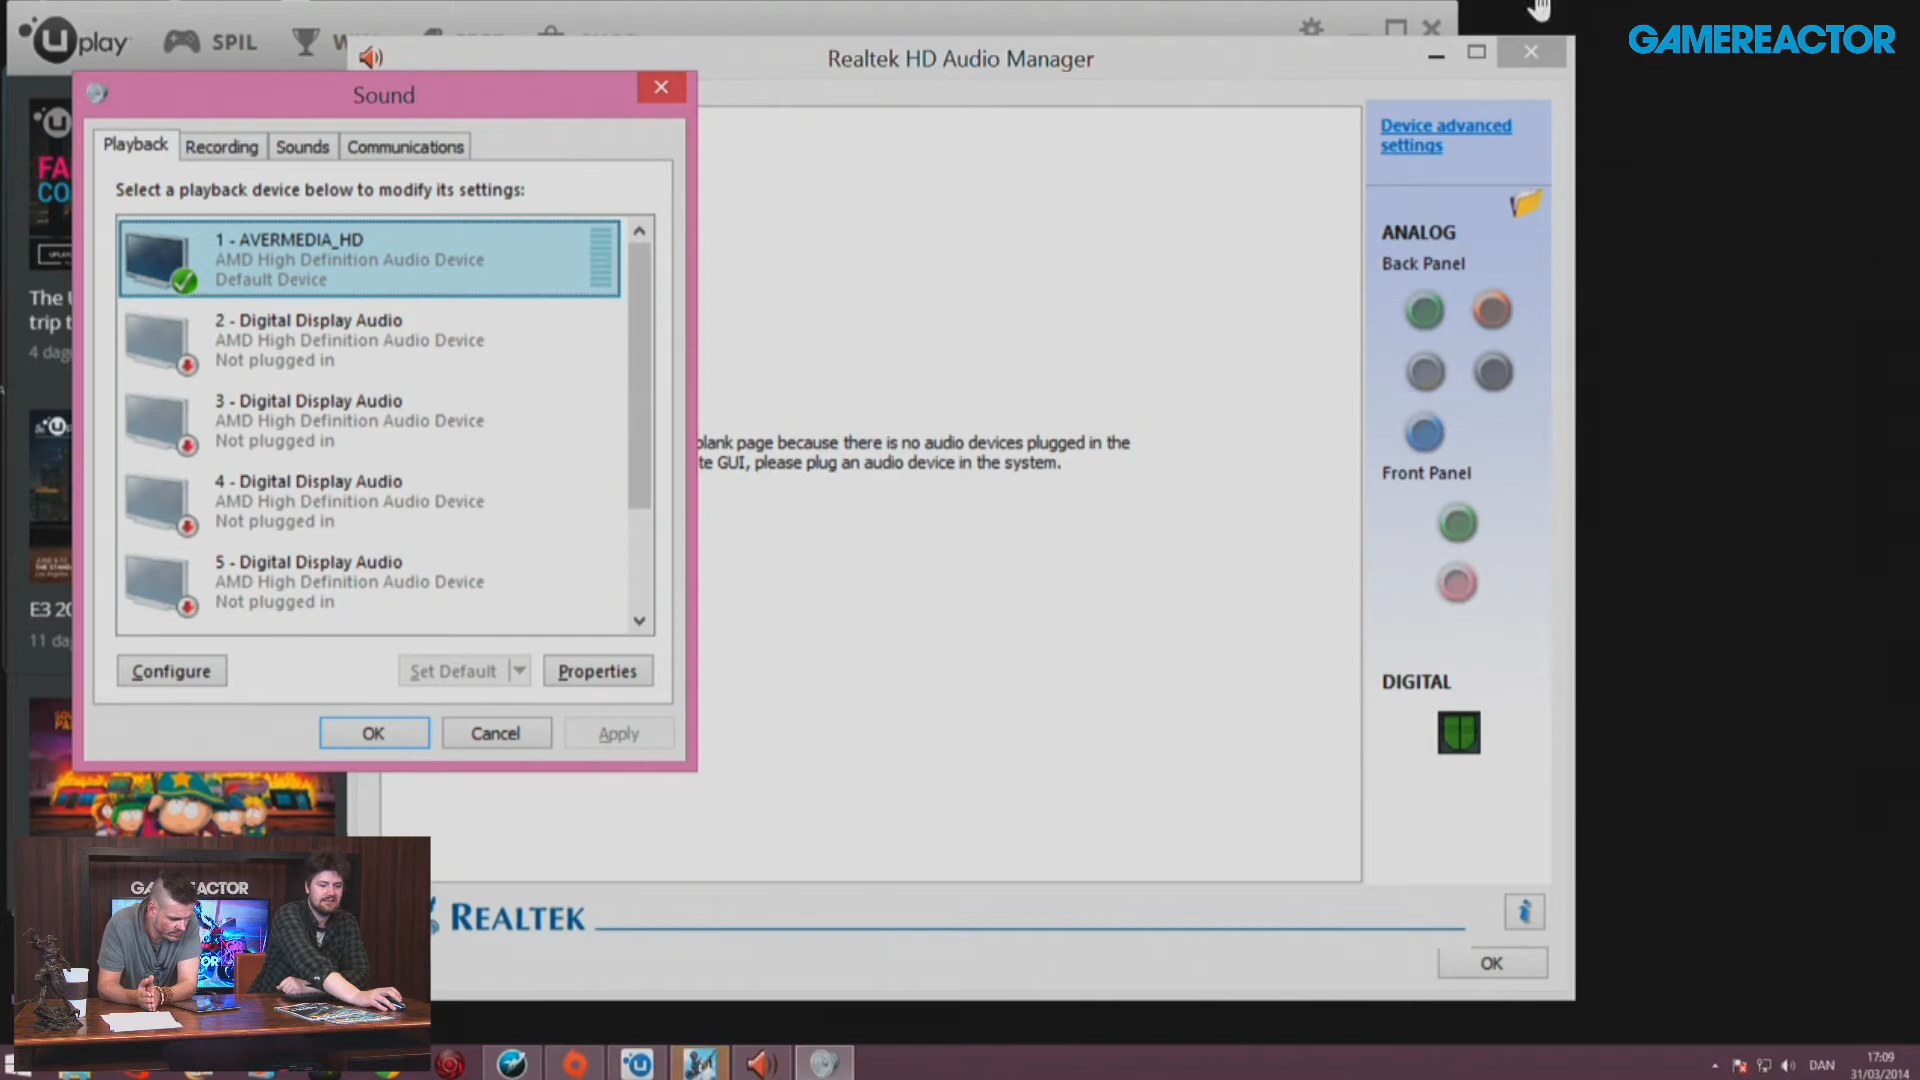 uplay
SPIL
Realtek HD Audio Manager
GAMEREACTOR
Sound
Playback
Recording
Sounds
Communications
Select a playback device below to modify its settings:
1 - AVERMEDIA_HD
AMD High Definition Audio Device
Default Device
2 - Digital Display Audio
AMD High Definition Audio Device
Not plugged in
3 - Digital Display Audio
AMD High Definition Audio Device
Not plugged in
4 - Digital Display Audio
AMD High Definition Audio Device
Not plugged in
5 - Digital Display Audio
AMD High Definition Audio Device
Not plugged in
Configure
Set Default
Properties
OK
Cancel
Apply
page because there is no audio devices plugged in the
GUI, please plug an audio device in the system.
Device advanced
settings
ANALOG
Back Panel
Front Panel
DIGITAL
REALTEK
OK
The
trip
4
E3
11
DAN
17:09
31/03/2014